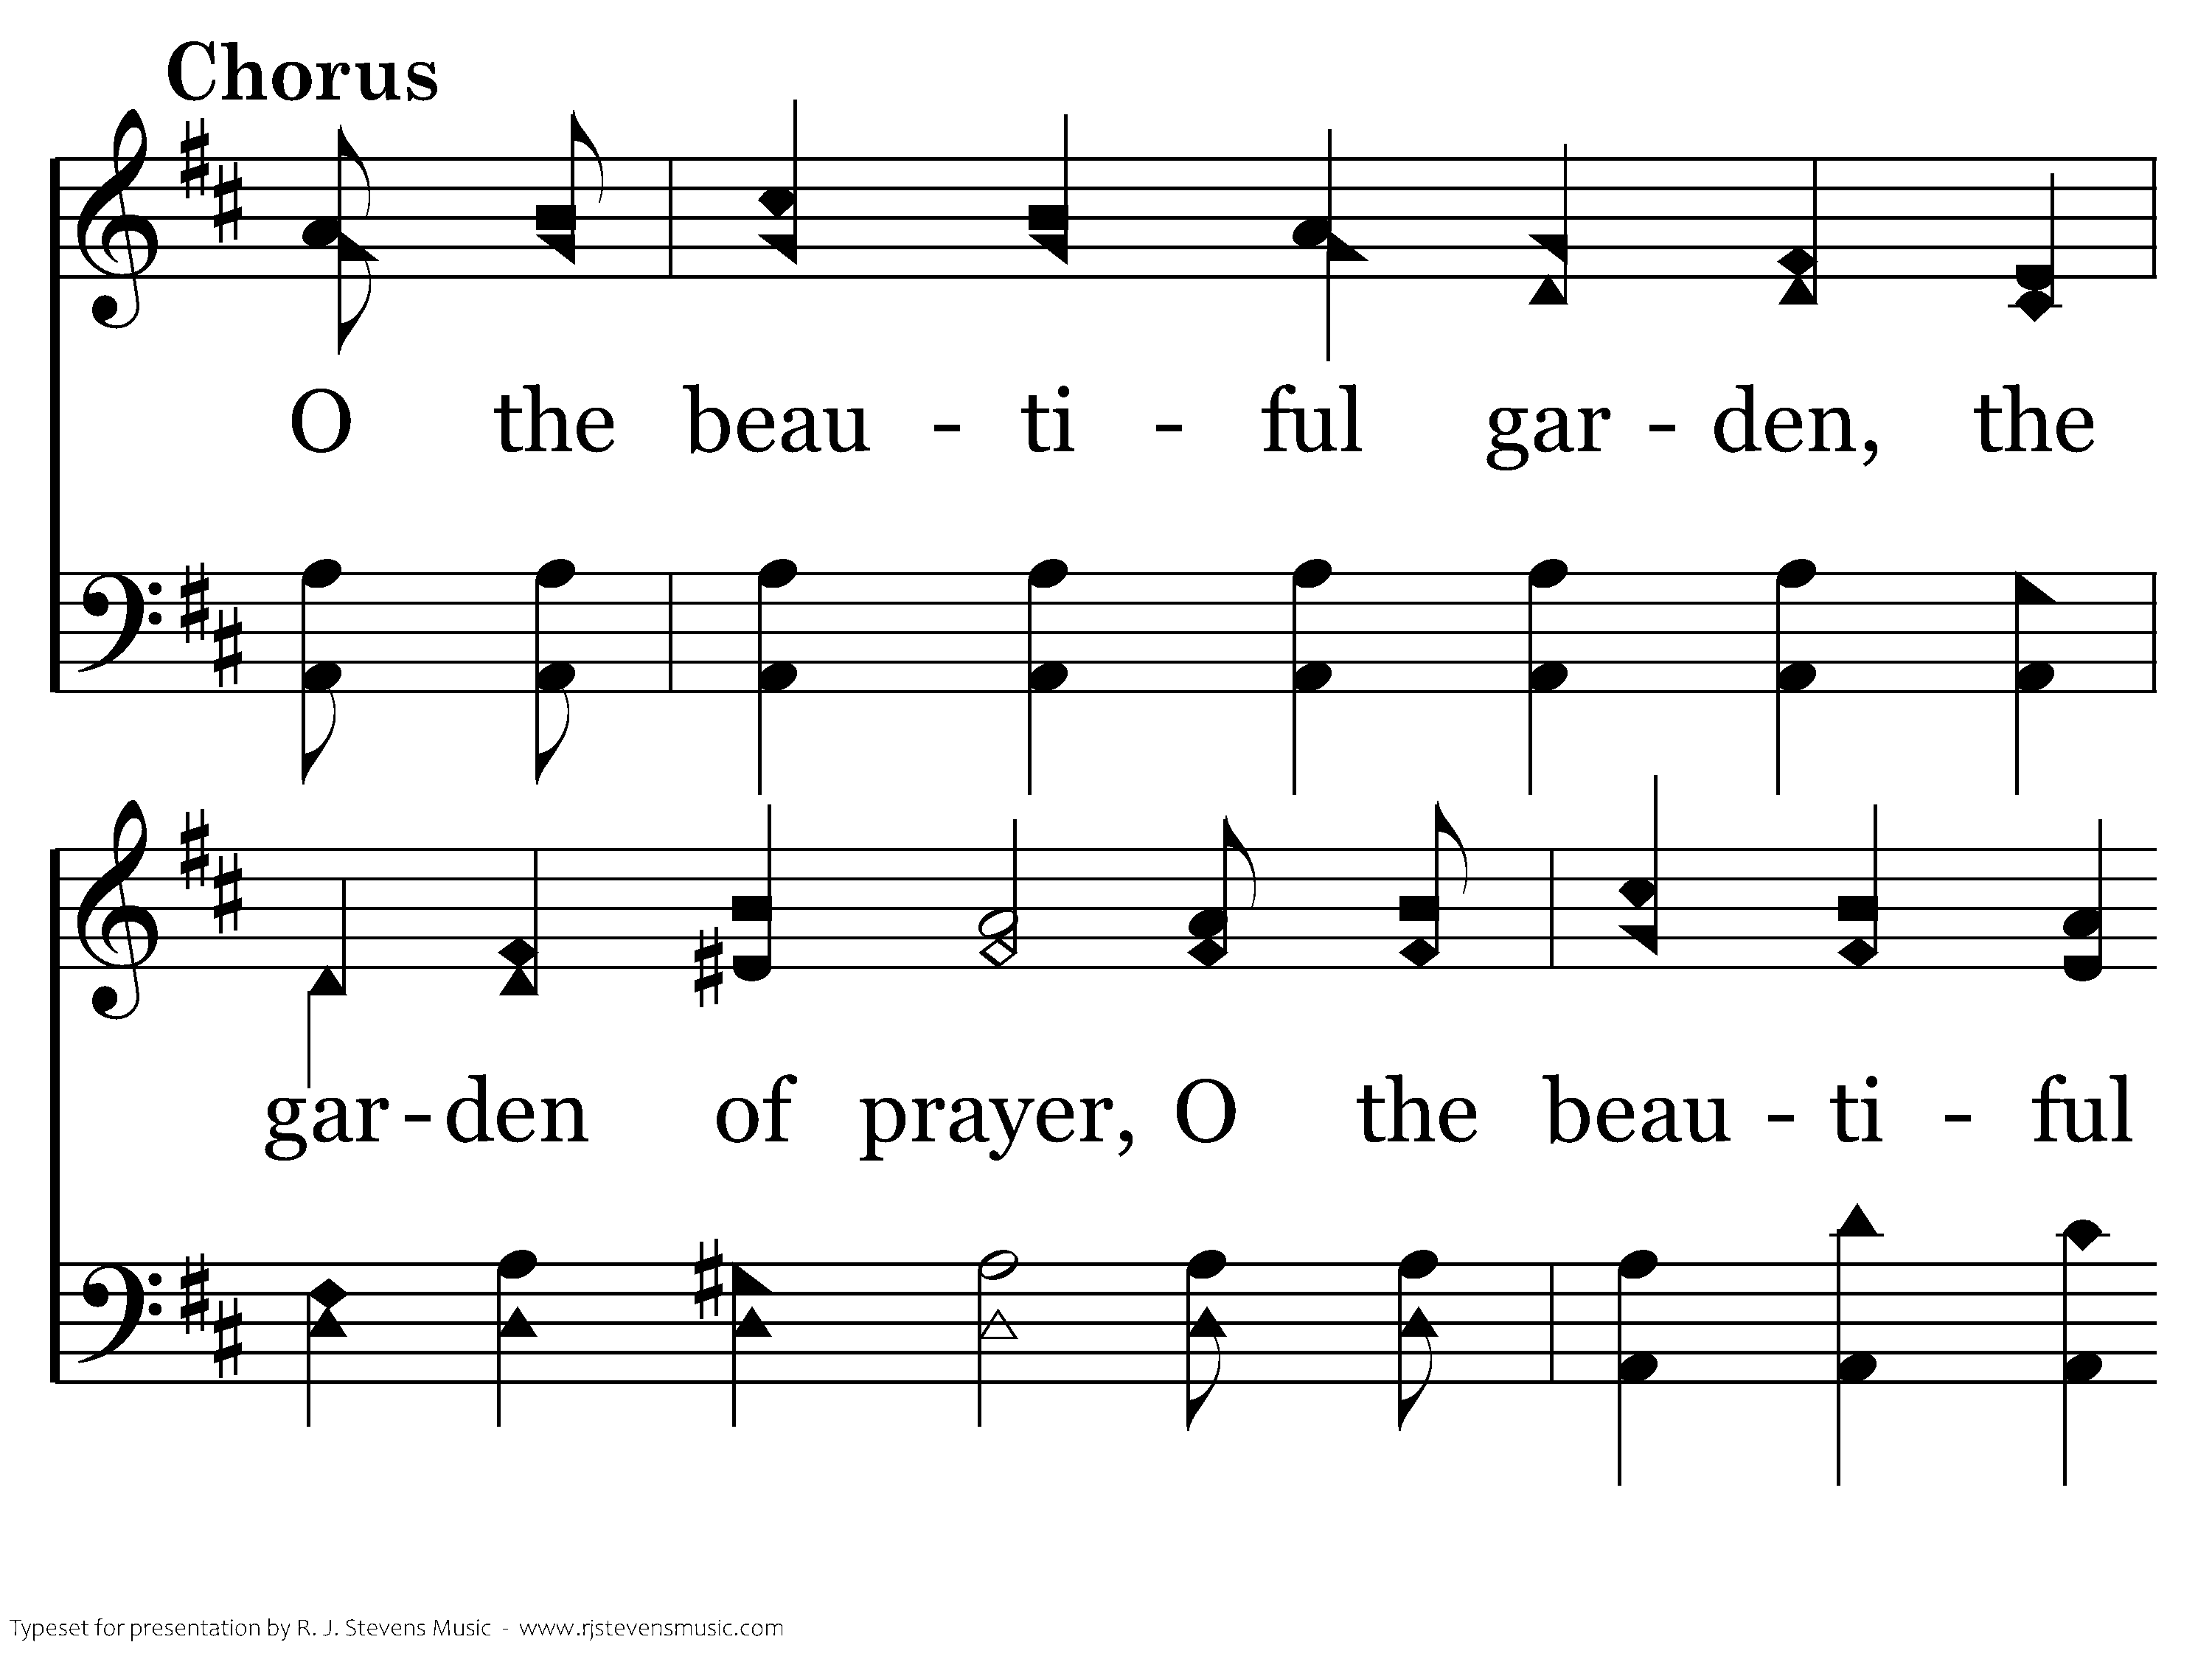 Chorus
O the beau - ti - ful gar - den, the
gar - den of prayer, O the beau - ti - ful
Typeset for presentation by R. J. Stevens Music - www.rjstevensmusic.com